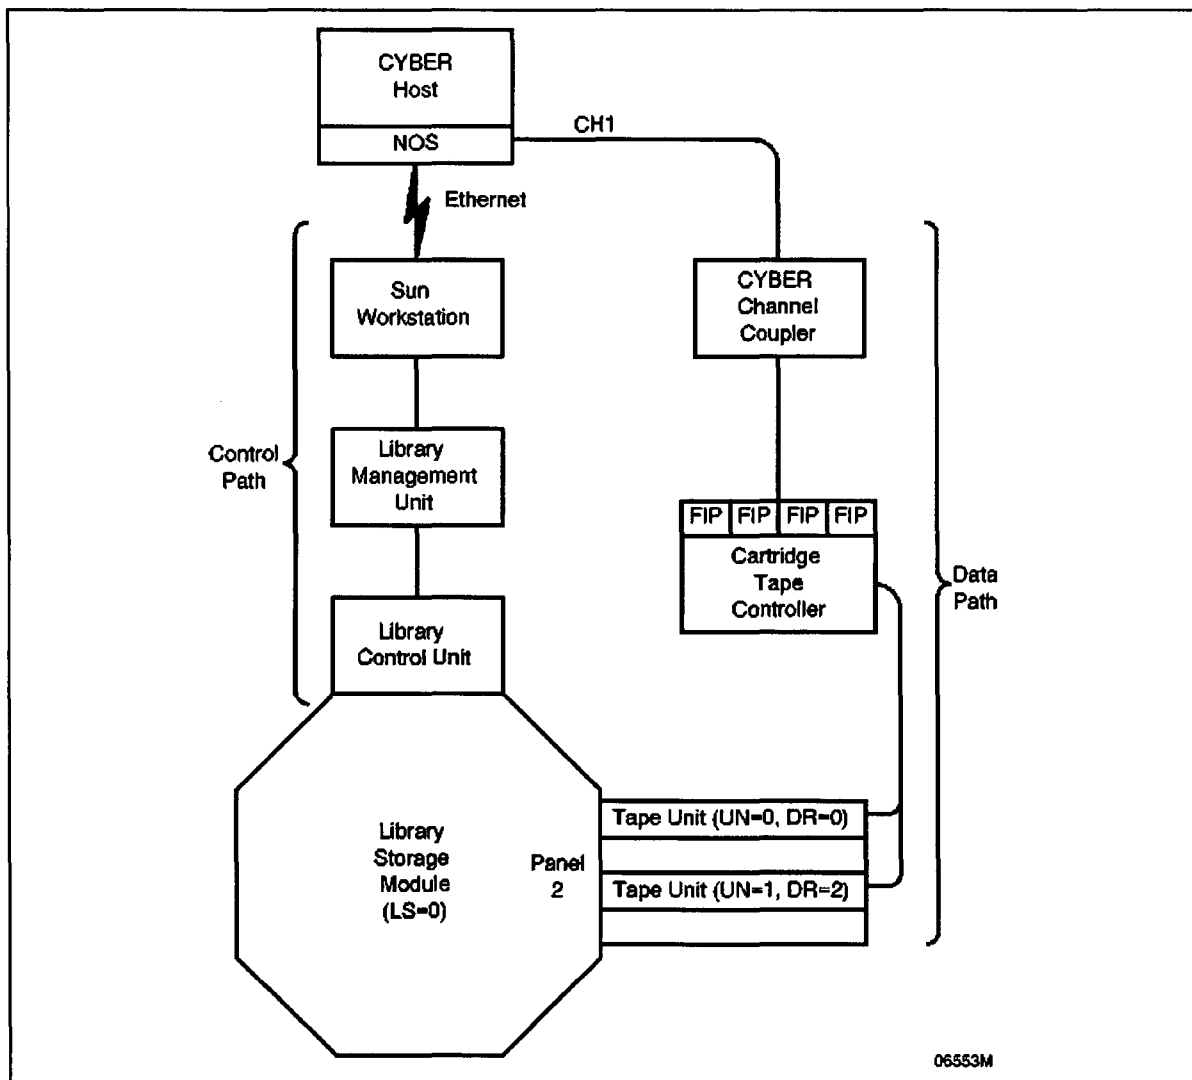 CYBER
Host
NOS
CH1
Ethernet
Sun
Workstation
CYBER
Channel
Coupler
Library
Management
Unit
Control
Path
FIP FIP FIP FIP
Cartridge
Tape
Controller
Data
Path
Library
Control Unit
Library
Storage
Module
(LS=0)
Panel
2
Tape Unit (UN=0, DR=0)
Tape Unit (UN=1, DR=2)
06553M